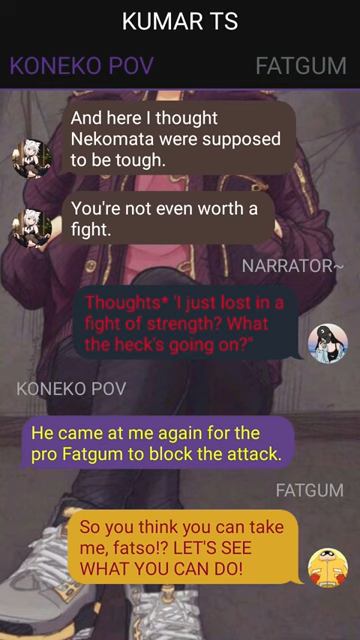 KUMAR TS
KONEKO POV
FATGUM
And here I thought
Nekomata were supposed
to be tough.
You're not even worth a
fight.
NARRATOR~
Thoughts* 'I just lost in a
fight of strength? What
the heck's going on?"
KONEKO POV
He came at me again for the
pro Fatgum to block the attack.
FATGUM
So you think you can take
me, fatso!? LET'S SEE
WHAT YOU CAN DO!